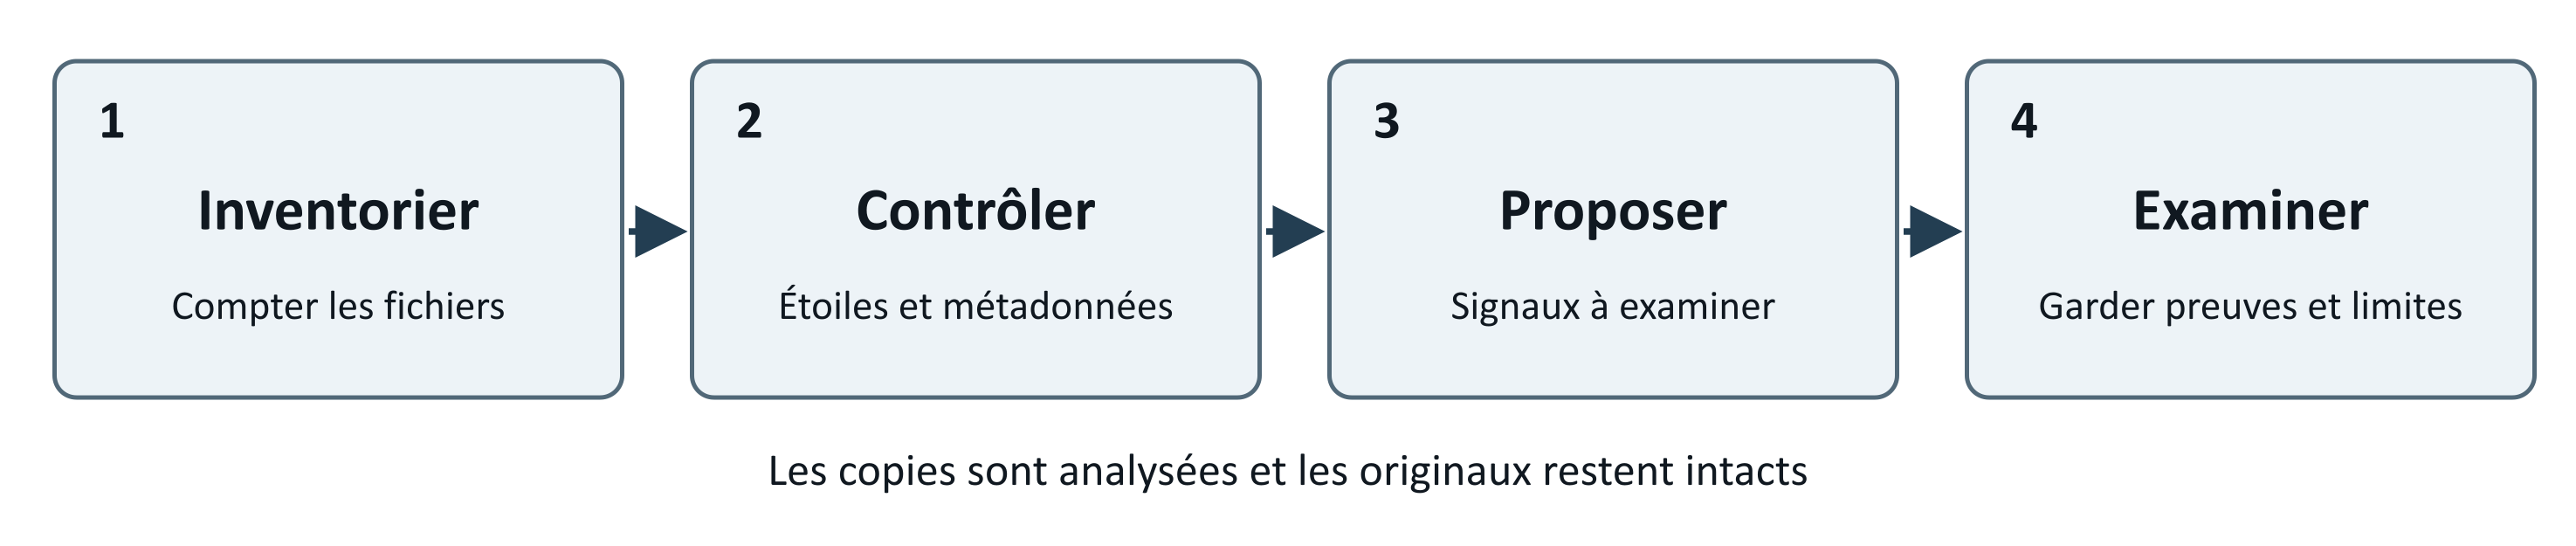 1
Inventorier
Compter les fichiers
2
Contrôler
Étoiles et métadonnées
3
Proposer
Signaux à examiner
4
Examiner
Garder preuves et limites
Les copies sont analysées et les originaux restent intacts